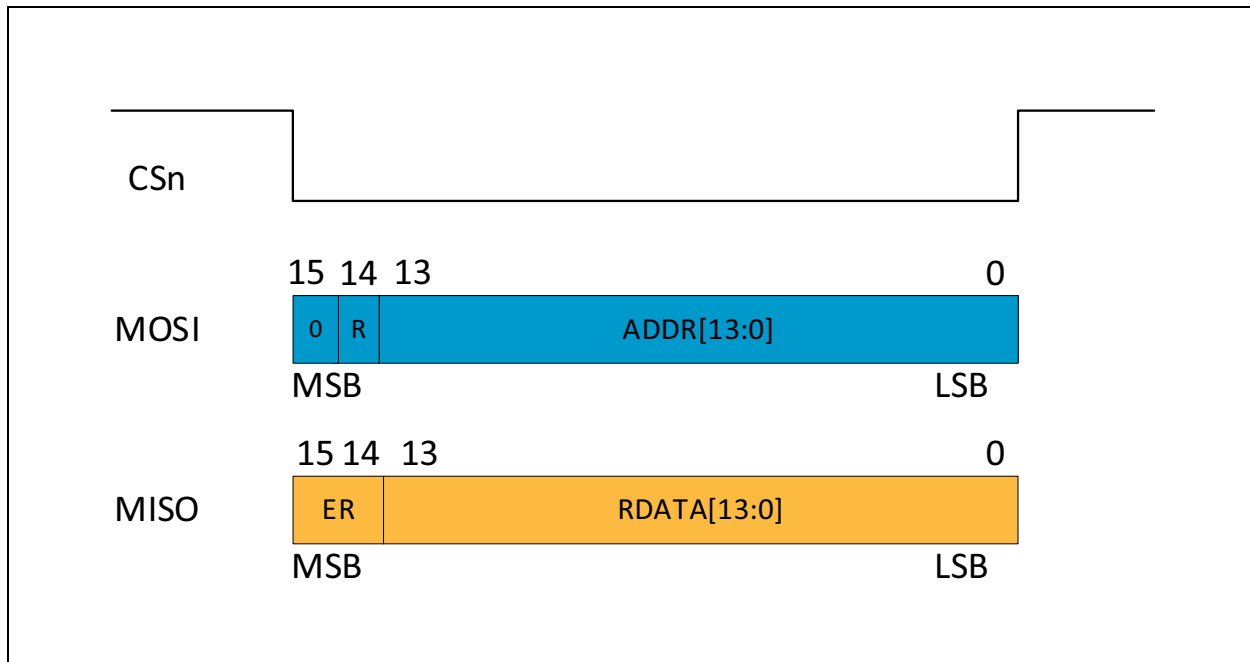 CSn
15 14 13 0
MOSI 0 R ADDR[13:0]
MSB LSB
15 14 13 0
MISO ER RDATA[13:0]
MSB LSB